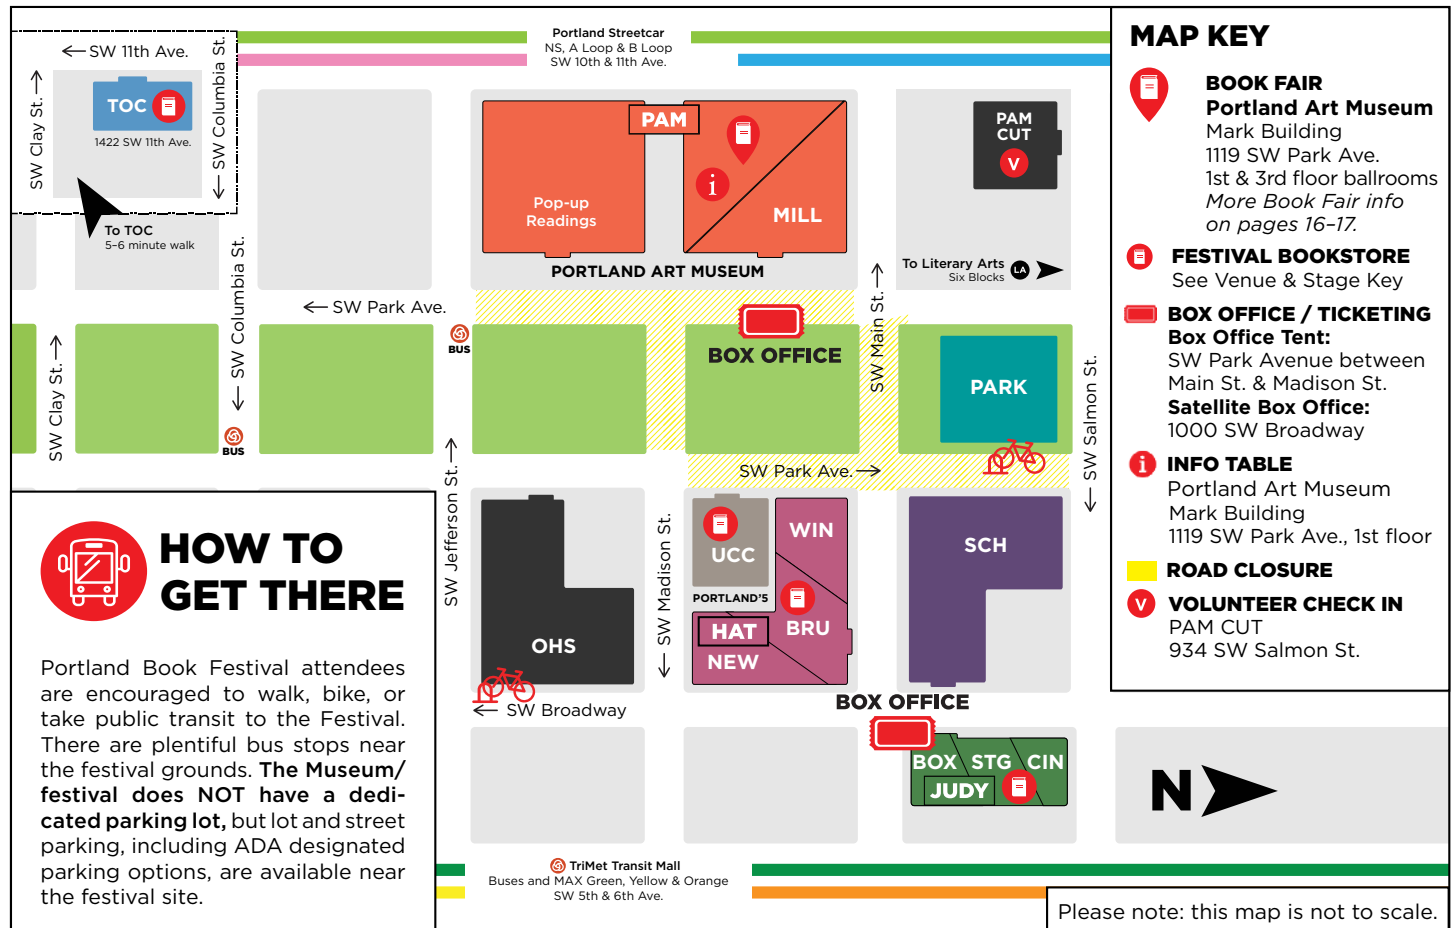 ← SW 11th Ave.
SW Clay St. →
SW Columbia St.
→
TOC
1422 SW 11th Ave.
To TOC
5–6 minute walk
Portland Streetcar
NS, A Loop & B Loop
SW 10th & 11th Ave.
PAM
Pop-up
Readings
i
MILL
PORTLAND ART MUSEUM
PAM
CUT
V
To Literary Arts
Six Blocks
LA
← SW Park Ave.
SW Clay St. →
← SW Columbia St.
BUS
BUS
BOX OFFICE
SW Main St. →
PARK
← SW Salmon St.
SW Park Ave. →
SW Jefferson St. →
← SW Madison St.
OHS
UCC
PORTLAND'5
WIN
HAT
BRU
NEW
SCH
← SW Broadway
BOX OFFICE
BOX
STG
CIN
JUDY
N
TriMet Transit Mall
Buses and MAX Green, Yellow & Orange
SW 5th & 6th Ave.
HOW TO
GET THERE
Portland Book Festival attendees
are encouraged to walk, bike, or
take public transit to the Festival.
There are plentiful bus stops near
the festival grounds. The Museum/
festival does NOT have a dedi-
cated parking lot, but lot and street
parking, including ADA designated
parking options, are available near
the festival site.
MAP KEY
BOOK FAIR
Portland Art Museum
Mark Building
1119 SW Park Ave.
1st & 3rd floor ballrooms
More Book Fair info
on pages 16–17.
FESTIVAL BOOKSTORE
See Venue & Stage Key
BOX OFFICE / TICKETING
Box Office Tent:
SW Park Avenue between
Main St. & Madison St.
Satellite Box Office:
1000 SW Broadway
i
INFO TABLE
Portland Art Museum
Mark Building
1119 SW Park Ave., 1st floor
ROAD CLOSURE
V
VOLUNTEER CHECK IN
PAM CUT
934 SW Salmon St.
Please note: this map is not to scale.